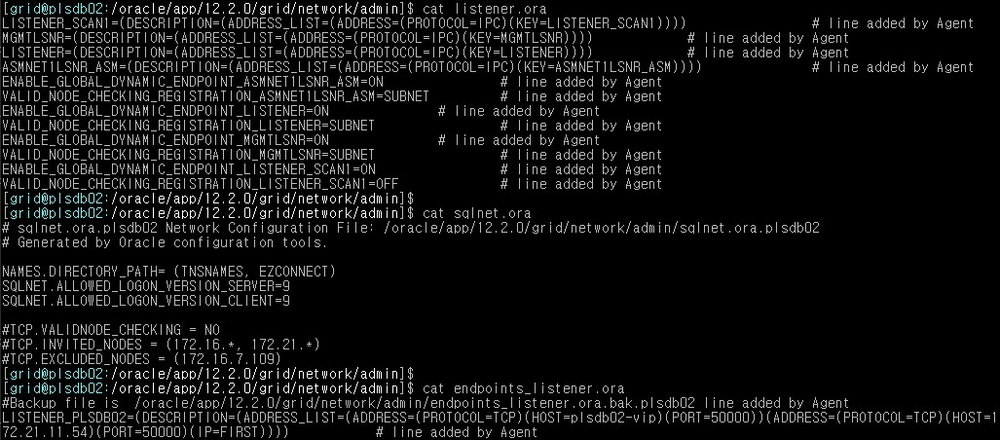 [grid@plsdb02:/oracle/app/12.2.0/grid/network/admin]$ cat listener.ora
LISTENER_SCAN1=(DESCRIPTION=(ADDRESS_LIST=(ADDRESS=(PROTOCOL=IPC)(KEY=LISTENER_SCAN1))))                # line added by Agent
MGMTLSNR=(DESCRIPTION=(ADDRESS_LIST=(ADDRESS=(PROTOCOL=IPC)(KEY=MGMTLSNR))))            # line added by Agent
LISTENER=(DESCRIPTION=(ADDRESS_LIST=(ADDRESS=(PROTOCOL=IPC)(KEY=LISTENER))))            # line added by Agent
ASMNET1LSNR_ASM=(DESCRIPTION=(ADDRESS_LIST=(ADDRESS=(PROTOCOL=IPC)(KEY=ASMNET1LSNR_ASM))))              # line added by Agent
ENABLE_GLOBAL_DYNAMIC_ENDPOINT_ASMNET1LSNR_ASM=ON               # line added by Agent
VALID_NODE_CHECKING_REGISTRATION_ASMNET1LSNR_ASM=SUBNET         # line added by Agent
ENABLE_GLOBAL_DYNAMIC_ENDPOINT_LISTENER=ON              # line added by Agent
VALID_NODE_CHECKING_REGISTRATION_LISTENER=SUBNET                # line added by Agent
ENABLE_GLOBAL_DYNAMIC_ENDPOINT_MGMTLSNR=ON              # line added by Agent
VALID_NODE_CHECKING_REGISTRATION_MGMTLSNR=SUBNET                # line added by Agent
ENABLE_GLOBAL_DYNAMIC_ENDPOINT_LISTENER_SCAN1=ON                # line added by Agent
VALID_NODE_CHECKING_REGISTRATION_LISTENER_SCAN1=OFF             # line added by Agent
[grid@plsdb02:/oracle/app/12.2.0/grid/network/admin]$
[grid@plsdb02:/oracle/app/12.2.0/grid/network/admin]$ cat sqlnet.ora
# sqlnet.ora.plsdb02 Network Configuration File: /oracle/app/12.2.0/grid/network/admin/sqlnet.ora.plsdb02
# Generated by Oracle configuration tools.

NAMES.DIRECTORY_PATH= (TNSNAMES, EZCONNECT)
SQLNET.ALLOWED_LOGON_VERSION_SERVER=9
SQLNET.ALLOWED_LOGON_VERSION_CLIENT=9

#TCP.VALIDNODE_CHECKING = NO
#TCP.INVITED_NODES = (172.16.*, 172.21.*)
#TCP.EXCLUDED_NODES = (172.16.7.109)
[grid@plsdb02:/oracle/app/12.2.0/grid/network/admin]$
[grid@plsdb02:/oracle/app/12.2.0/grid/network/admin]$ cat endpoints_listener.ora
#Backup file is  /oracle/app/12.2.0/grid/network/admin/endpoints_listener.ora.bak.plsdb02 line added by Agent
LISTENER_PLSDB02=(DESCRIPTION=(ADDRESS_LIST=(ADDRESS=(PROTOCOL=TCP)(HOST=plsdb02-vip)(PORT=50000))(ADDRESS=(PROTOCOL=TCP)(HOST=1
72.21.11.54)(PORT=50000)(IP=FIRST))))           # line added by Agent